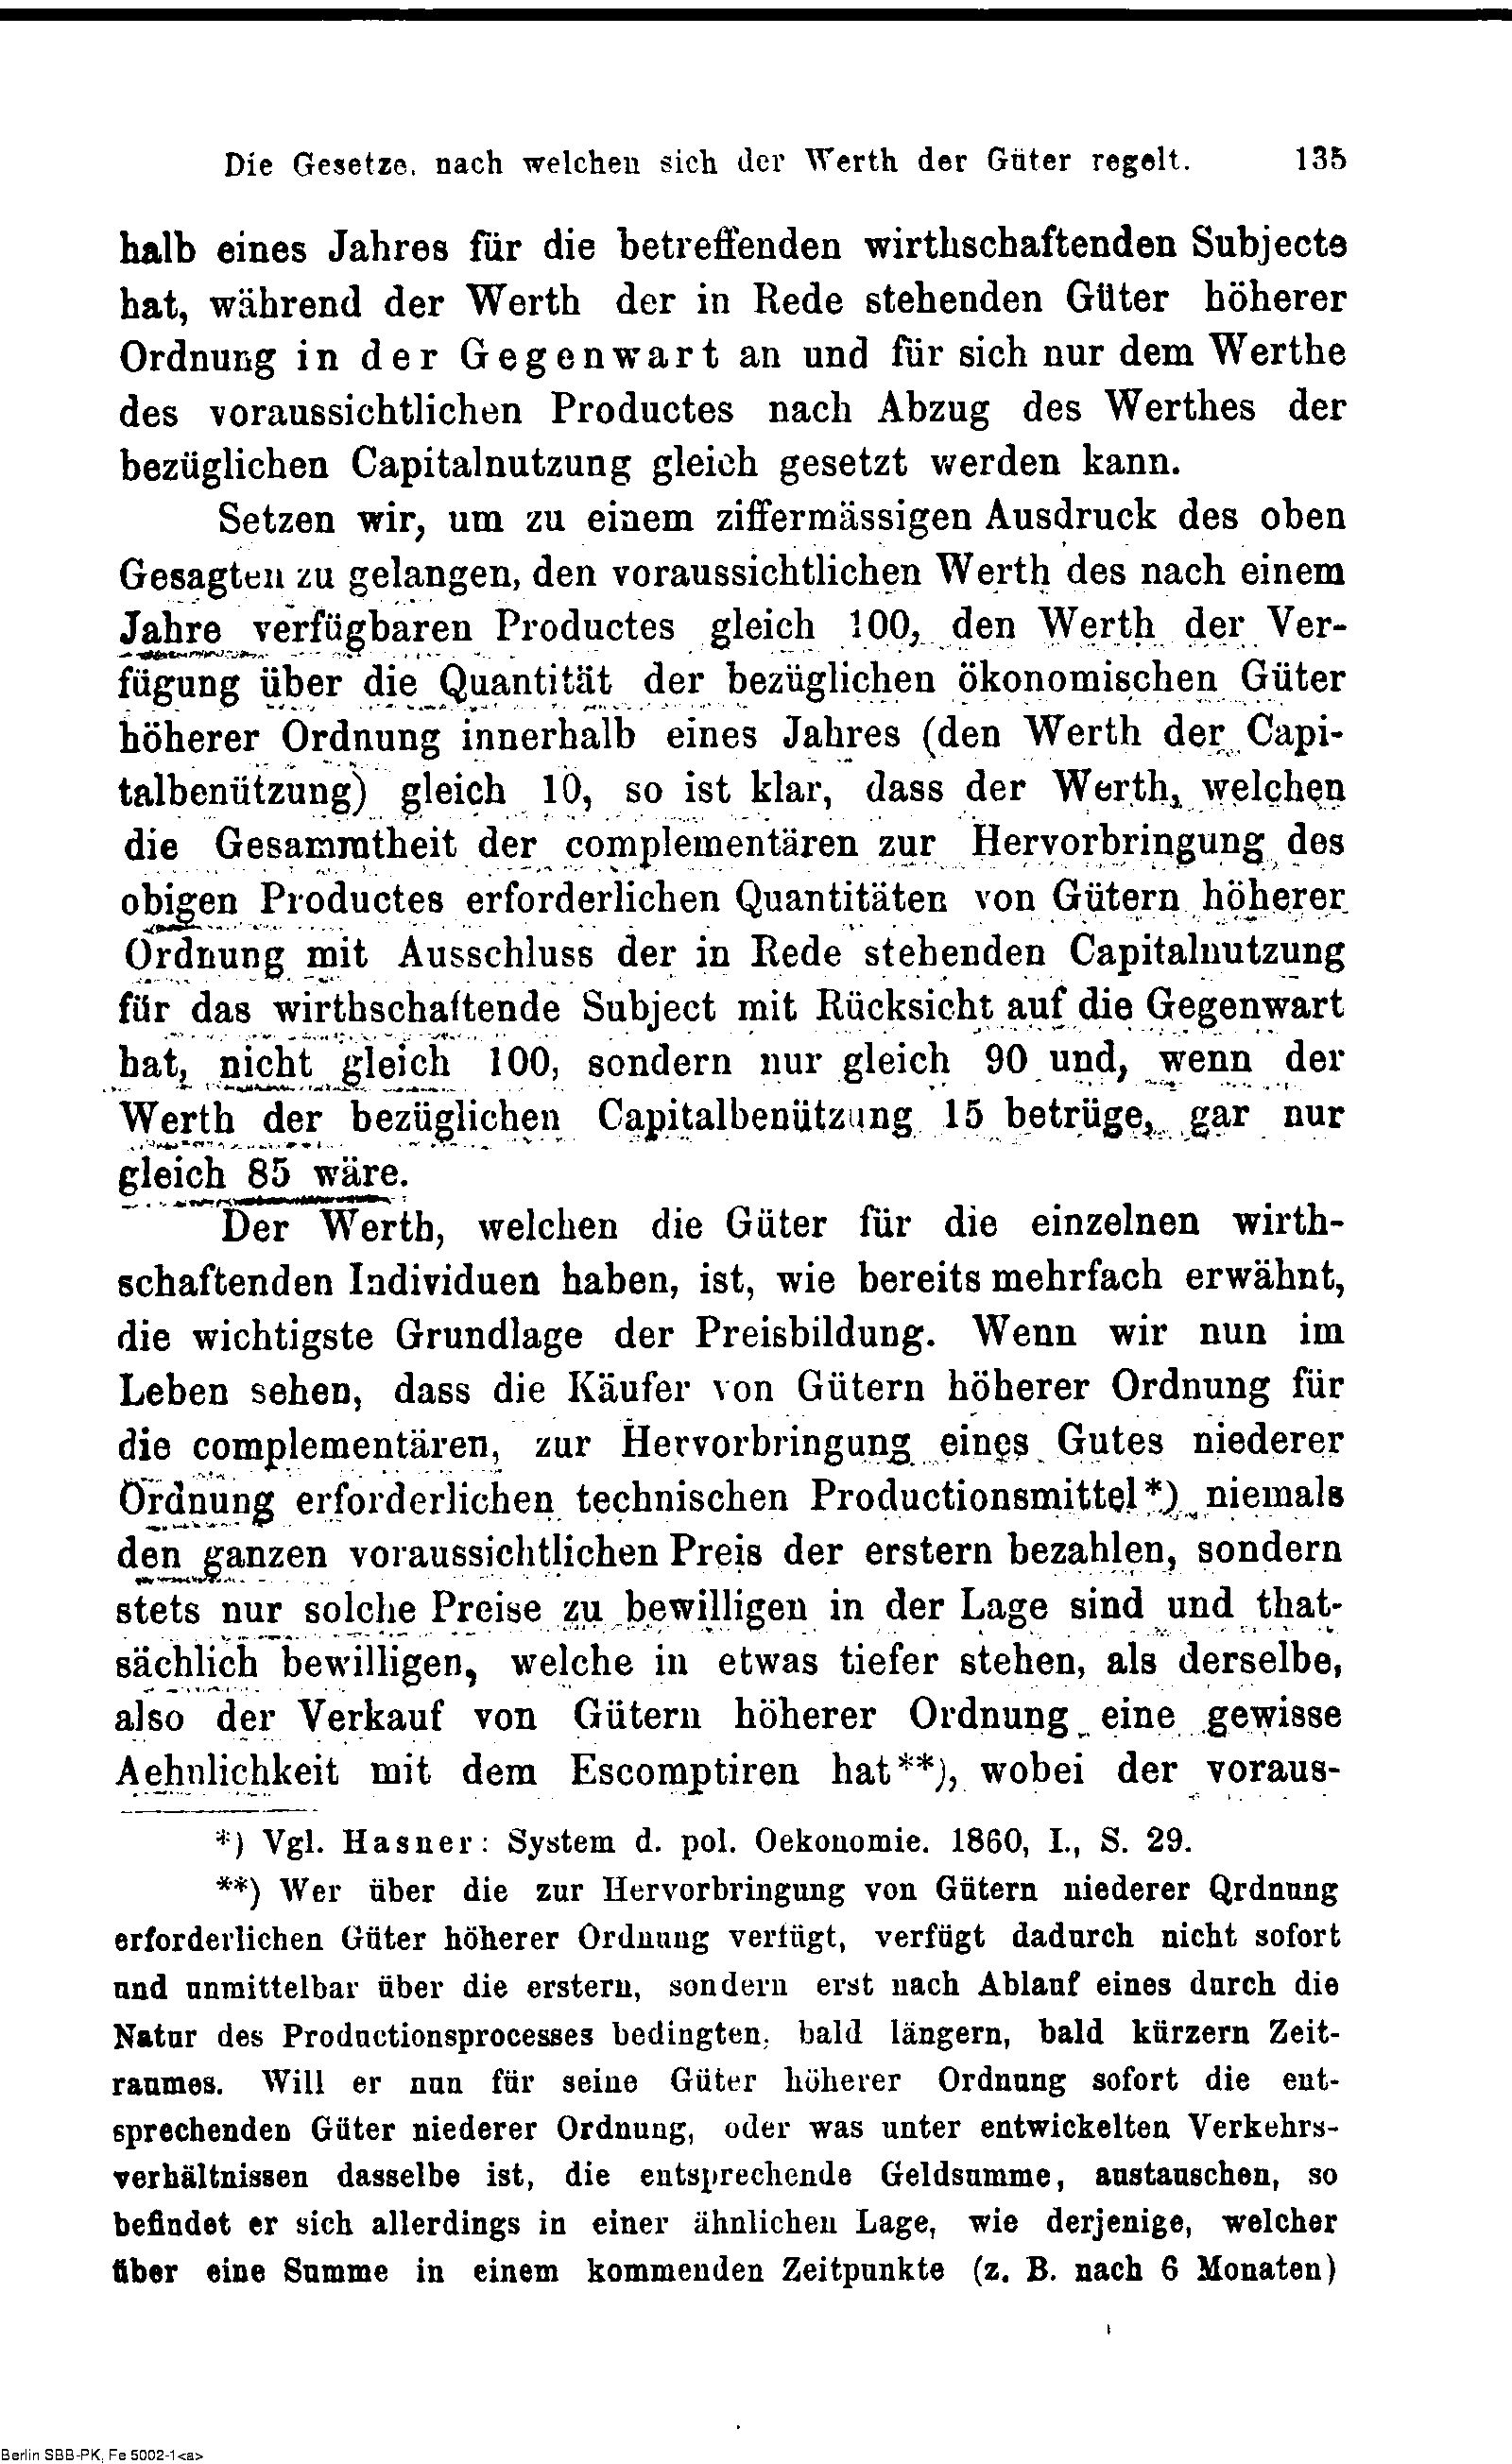 Die Gesetze, nach welchen sich der Werth der Güter regelt. 135
halb eines Jahres für die betreffenden wirthschaftenden Subjecte
hat, während der Werth der in Rede stehenden Güter höherer
Ordnung in der Gegenwart an und für sich nur dem Werthe
des voraussichtlichen Productes nach Abzug des Werthes der
bezüglichen Capitalnutzung gleich gesetzt werden kann.
Setzen wir, um zu einem ziffermässigen Ausdruck des oben
Gesagten zu gelangen, den voraussichtlichen Werth des nach einem
Jahre verfügbaren Productes gleich 100, den Werth der Ver-
fügung über die Quantität der bezüglichen ökonomischen Güter
höherer Ordnung innerhalb eines Jahres (den Werth der Capi-
talbenützung) gleich 10, so ist klar, dass der Werth, welchen
die Gesammtheit der complementären zur Hervorbringung des
obigen Productes erforderlichen Quantitäten von Gütern höherer
Ordnung mit Ausschluss der in Rede stehenden Capitalnutzung
für das wirthschaftende Subject mit Rücksicht auf die Gegenwart
hat, nicht gleich 100, sondern nur gleich 90 und, wenn der
Werth der bezüglichen Capitalbenützung 15 betrüge, gar nur
gleich 85 wäre.
Der Werth, welchen die Güter für die einzelnen wirth-
schaftenden Individuen haben, ist, wie bereits mehrfach erwähnt,
die wichtigste Grundlage der Preisbildung. Wenn wir nun im
Leben sehen, dass die Käufer von Gütern höherer Ordnung für
die complementären, zur Hervorbringung eines Gutes niederer
Ordnung erforderlichen technischen Productionsmittel*) niemals
den ganzen voraussichtlichen Preis der erstern bezahlen, sondern
stets nur solche Preise zu bewilligen in der Lage sind und that-
sächlich bewilligen, welche in etwas tiefer stehen, als derselbe,
also der Verkauf von Gütern höherer Ordnung eine gewisse
Aehnlichkeit mit dem Escomptiren hat**), wobei der voraus-
*) Vgl. Hasner: System d. pol. Oekonomie. 1860, I., S. 29.
**) Wer über die zur Hervorbringung von Gütern niederer Qrdnung
erforderlichen Güter höherer Ordnung verfügt, verfügt dadurch nicht sofort
und unmittelbar über die erstern, sondern erst nach Ablauf eines durch die
Natur des Productionsprocesses bedingten, bald längern, bald kürzern Zeit-
raumes. Will er nun für seine Güter höherer Ordnung sofort die ent-
sprechenden Güter niederer Ordnung, oder was unter entwickelten Verkehrs-
verhältnissen dasselbe ist, die entsprechende Geldsumme, austauschen, so
befindet er sich allerdings in einer ähnlichen Lage, wie derjenige, welcher
über eine Summe in einem kommenden Zeitpunkte (z. B. nach 6 Monaten)
Berlin SBB-PK, Fe 5002-1<a>